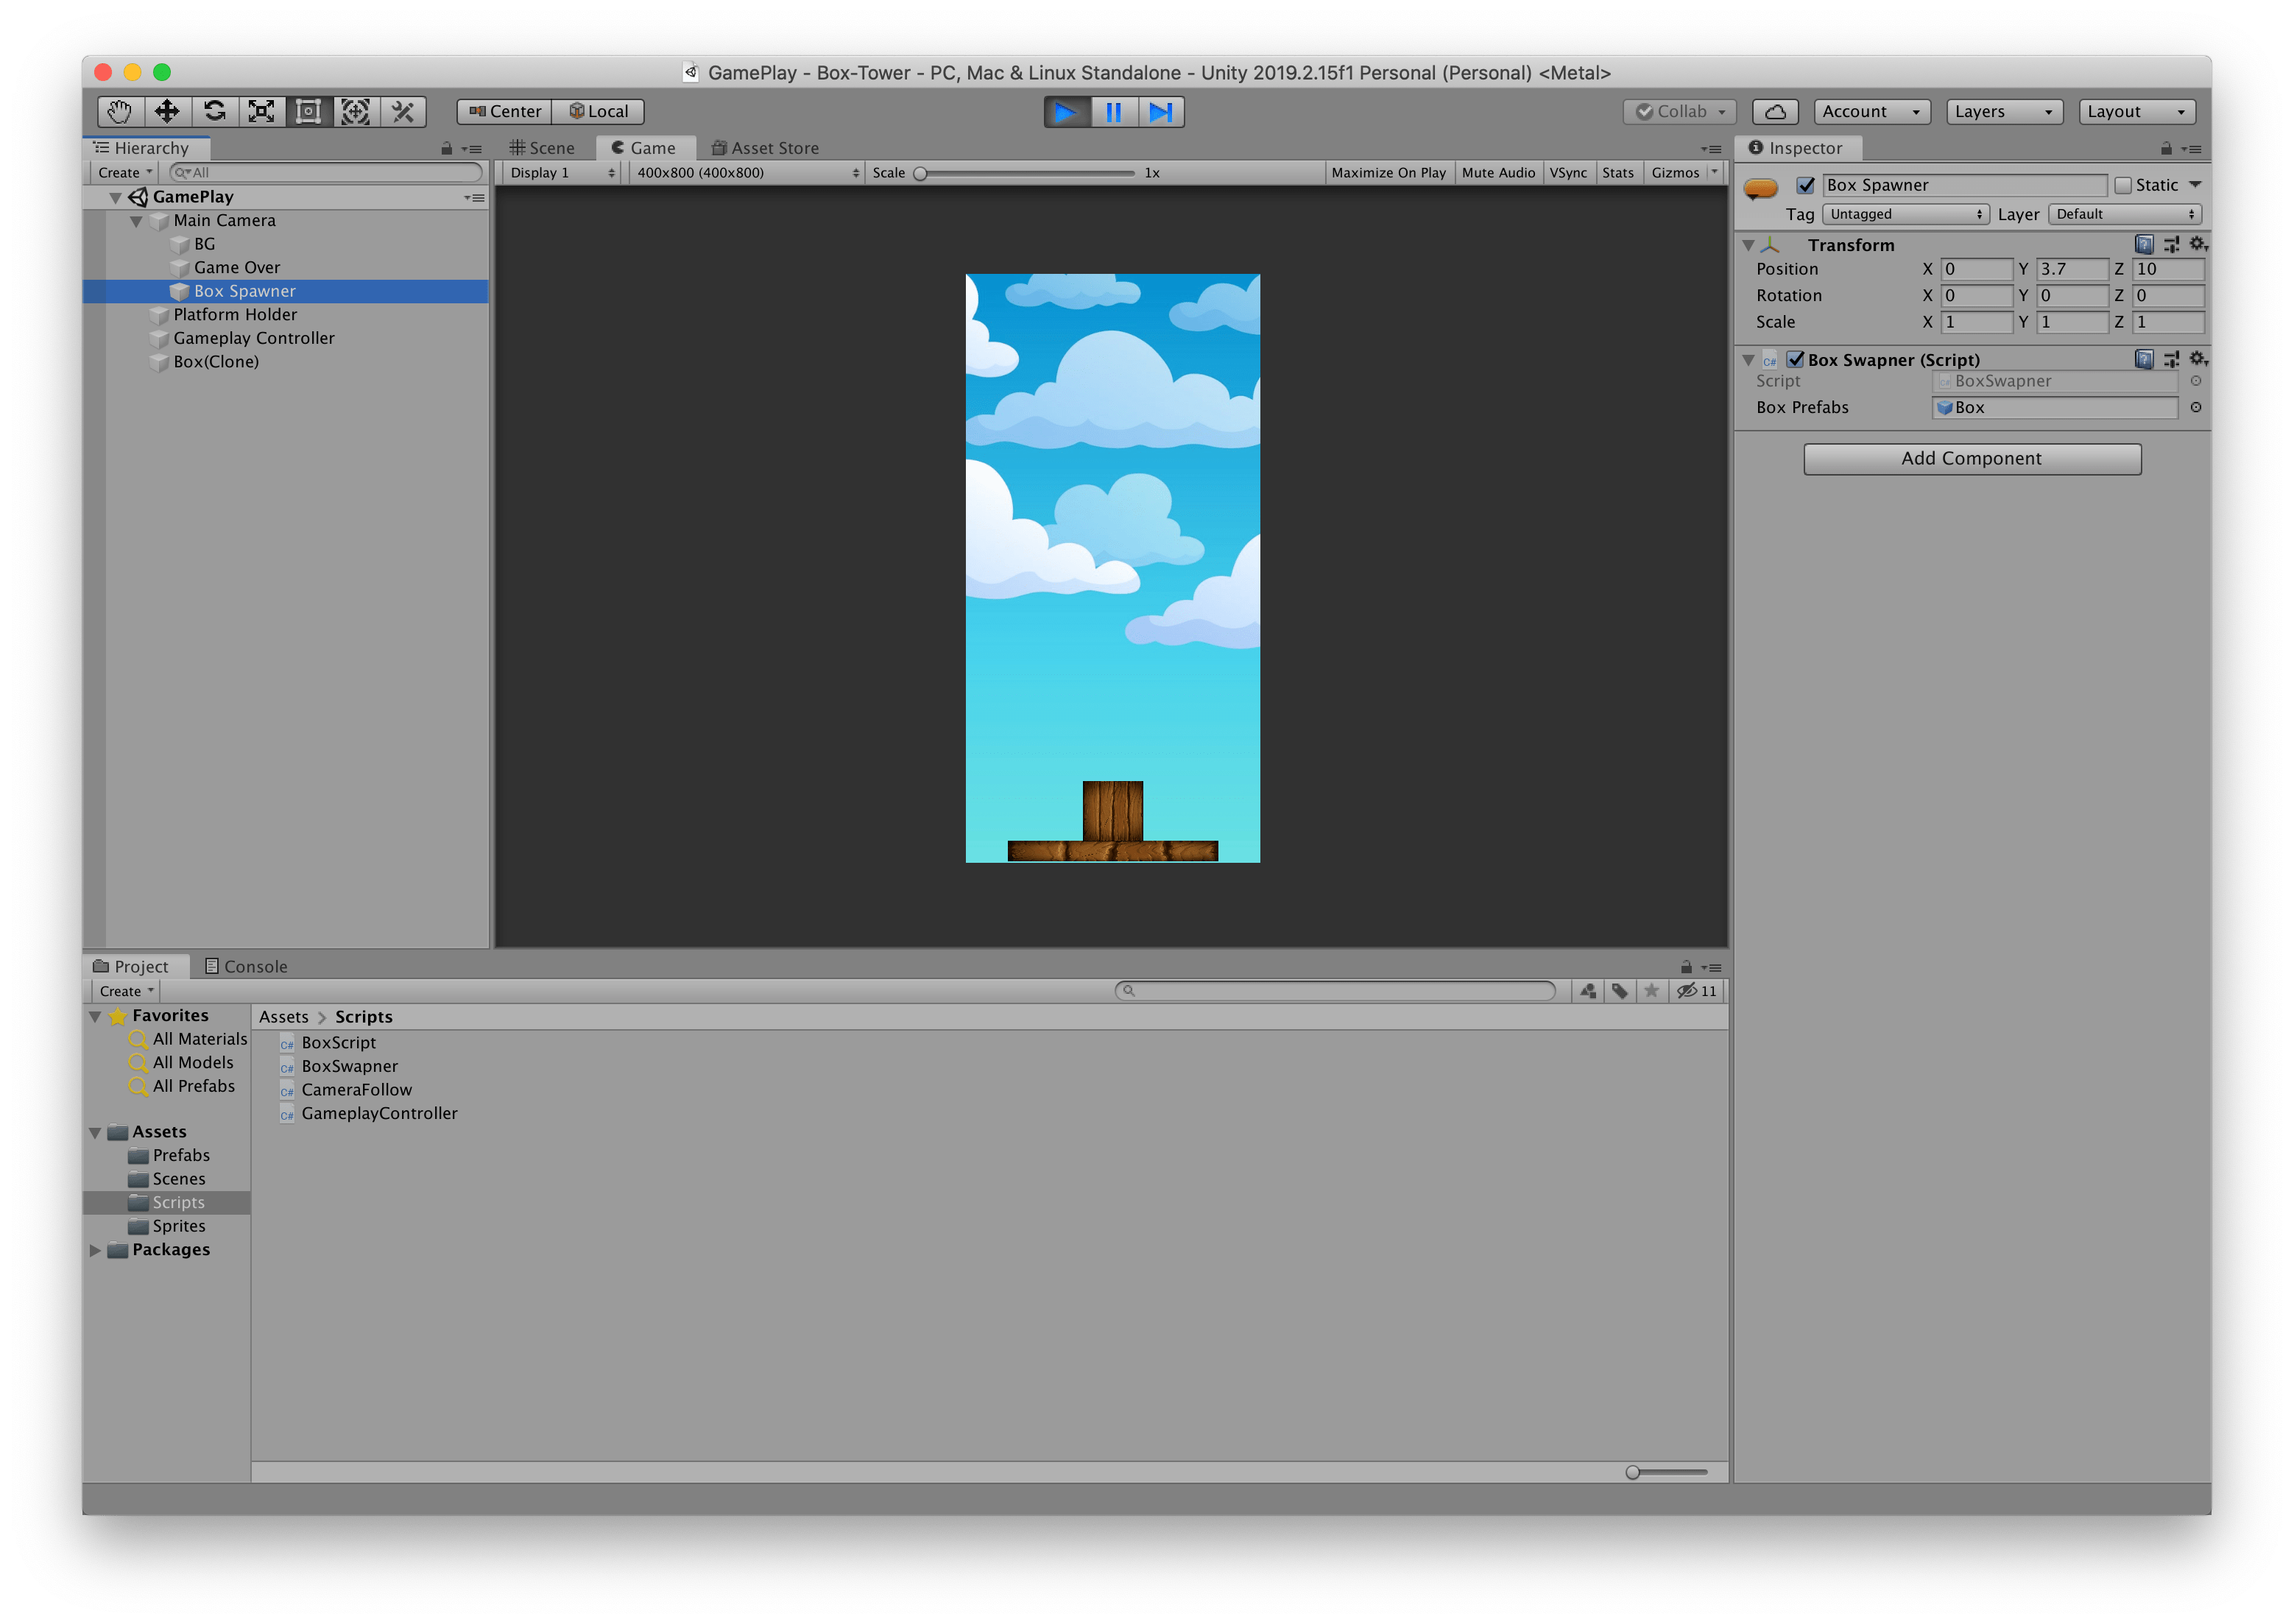 GamePlay - Box-Tower - PC, Mac & Linux Standalone - Unity 2019.2.15f1 Personal (Personal) <Metal>
Center Local Collab Account Layers Layout
Hierarchy
Create All
GamePlay
Main Camera
BG
Game Over
Box Spawner
Platform Holder
Gameplay Controller
Box(Clone)
Scene Game Asset Store
Display 1 400x800 (400x800) Scale 1x Maximize On Play Mute Audio VSync Stats Gizmos
Inspector
Box Spawner Static
Tag Untagged Layer Default
Transform
Position X 0 Y 3.7 Z 10
Rotation X 0 Y 0 Z 0
Scale X 1 Y 1 Z 1
C# Box Swapner (Script)
Script BoxSwapner
Box Prefabs Box
Add Component
Project Console
Create 11
Favorites
All Materials
All Models
All Prefabs
Assets
Prefabs
Scenes
Scripts
Sprites
Packages
Assets > Scripts
C# BoxScript
C# BoxSwapner
C# CameraFollow
C# GameplayController